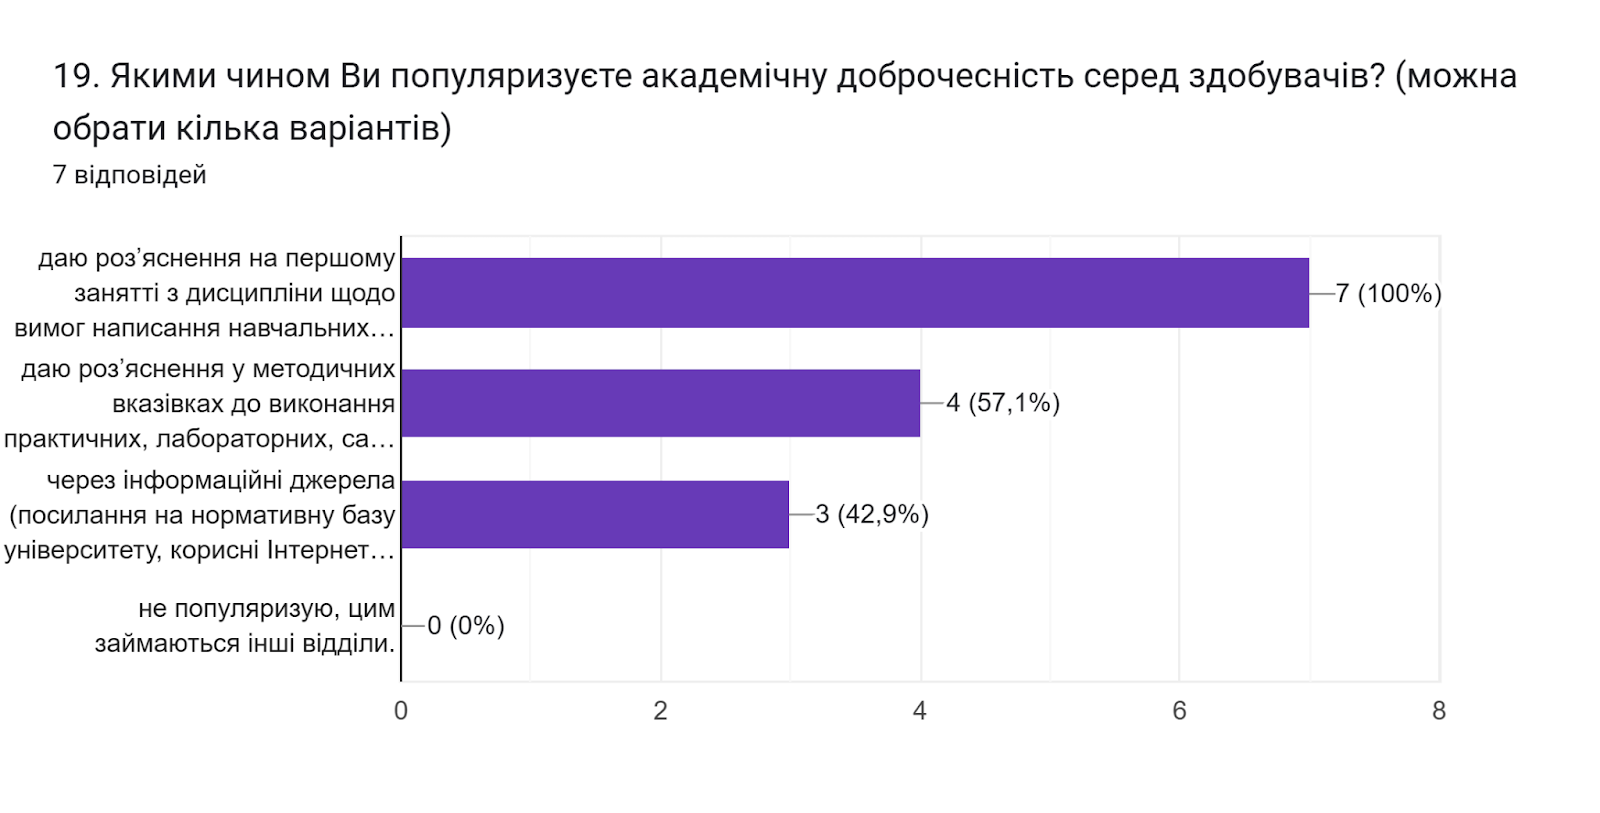 19. Якими чином Ви популяризуєте академічну доброчесність серед здобувачів? (можна
обрати кілька варіантів)
7 відповідей
даю роз’яснення на першому
занятті з дисципліни щодо
вимог написання навчальних…
7 (100%)
даю роз’яснення у методичних
вказівках до виконання
практичних, лабораторних, са…
4 (57,1%)
через інформаційні джерела
(посилання на нормативну базу
університету, корисні Інтернет…
3 (42,9%)
не популяризую, цим
займаються інші відділи.
0 (0%)
0 2 4 6 8